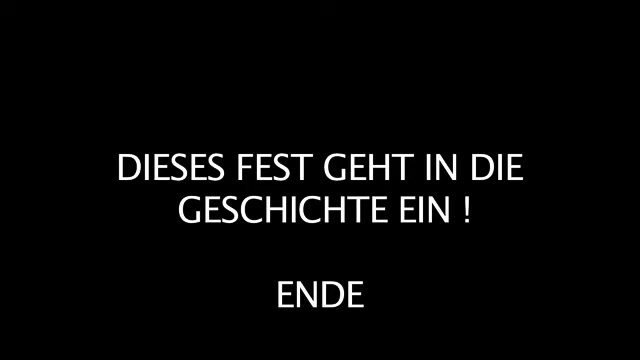 DIESES FEST GEHT IN DIE
GESCHICHTE EIN !
ENDE